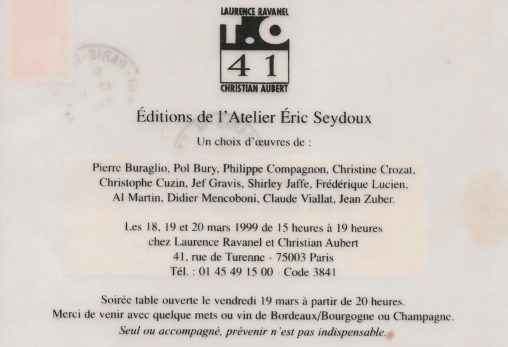 LAURENCE RAVANEL
T.O
41
CHRISTIAN AUBERT
Éditions de l'Atelier Éric Seydoux
Un choix d'œuvres de :
Pierre Buraglio, Pol Bury, Philippe Compagnon, Christine Crozat,
Christophe Cuzin, Jef Gravis, Shirley Jaffe, Frédérique Lucien,
Al Martin, Didier Mencoboni, Claude Viallat, Jean Zuber.
Les 18, 19 et 20 mars 1999 de 15 heures à 19 heures
chez Laurence Ravanel et Christian Aubert
41, rue de Turenne - 75003 Paris
Tél. : 01 45 49 15 00 - Code 3841
Soirée table ouverte le vendredi 19 mars à partir de 20 heures.
Merci de venir avec quelque mets ou vin de Bordeaux/Bourgogne ou Champagne.
Seul ou accompagné, prévenir n'est pas indispensable.